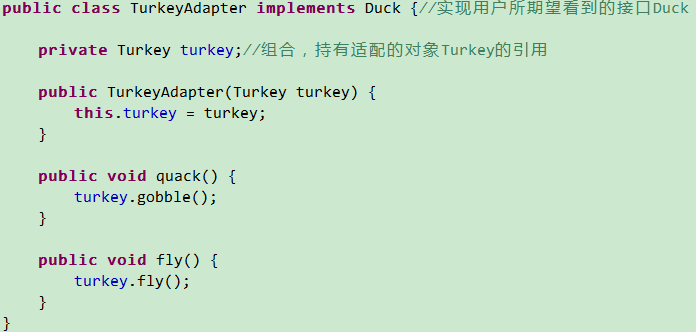 public class TurkeyAdapter implements Duck {//实现用户所期望看到的接口Duck
private Turkey turkey;//组合，持有适配的对象Turkey的引用
public TurkeyAdapter(Turkey turkey) {
this.turkey = turkey;
}
public void quack() {
turkey.gobble();
}
public void fly() {
turkey.fly();
}
}